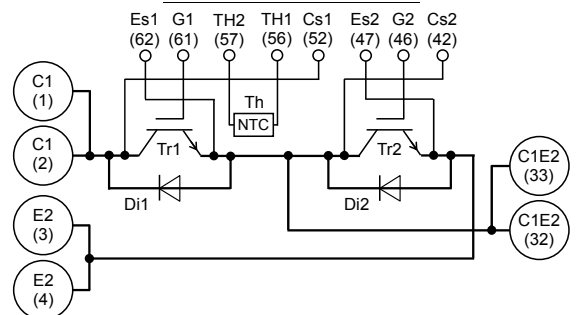 Es1 G1 TH2 TH1 Cs1 Es2 G2 Cs2
(62) (61) (57) (56) (52) (47) (46) (42)
C1
(1)
Th
NTC
C1
(2)
Tr1
Tr2
C1E2
(33)
Di1
Di2
E2
(3)
C1E2
(32)
E2
(4)